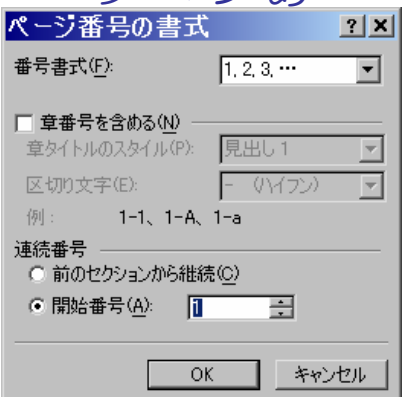 ページ番号の書式
番号書式(F): 1, 2, 3, …
章番号を含める(N)
章タイトルのスタイル(P): 見出し 1
区切り文字(E): - (ハイフン)
例: 1-1、1-A、1-a
連続番号
前のセクションから継続(C)
開始番号(A): 1
OK キャンセル